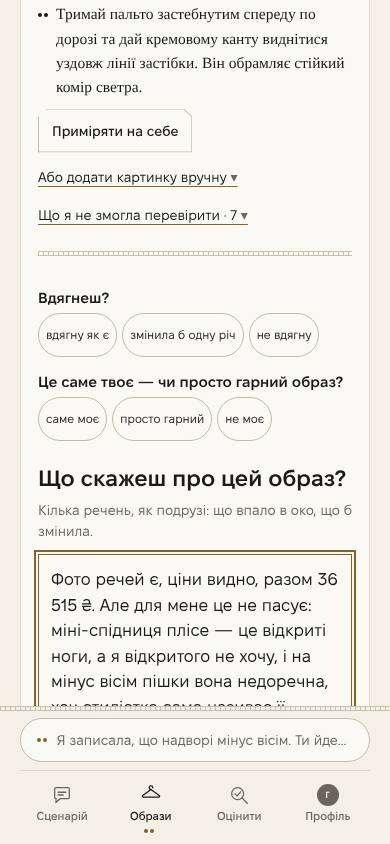 •• Тримай пальто застебнутим спереду по
дорозі та дай кремовому канту виднітися
уздовж лінії застібки. Він обрамляє стійкий
комір светра.
Приміряти на себе
Або додати картинку вручну ▾
Що я не змогла перевірити · 7 ▾
Вдягнеш?
вдягну як є змінила б одну річ не вдягну
Це саме твоє — чи просто гарний образ?
саме моє просто гарний не моє
Що скажеш про цей образ?
Кілька речень, як подрузі: що впало в око, що б
змінила.
Фото речей є, ціни видно, разом 36
515 ₴. Але для мене це не пасує:
міні-спідниця плісе — це відкриті
ноги, а я відкритого не хочу, і на
мінус вісім пішки вона недоречна,
•• Я записала, що надворі мінус вісім. Ти йде...
Сценарій Образи Оцінити Профіль
г